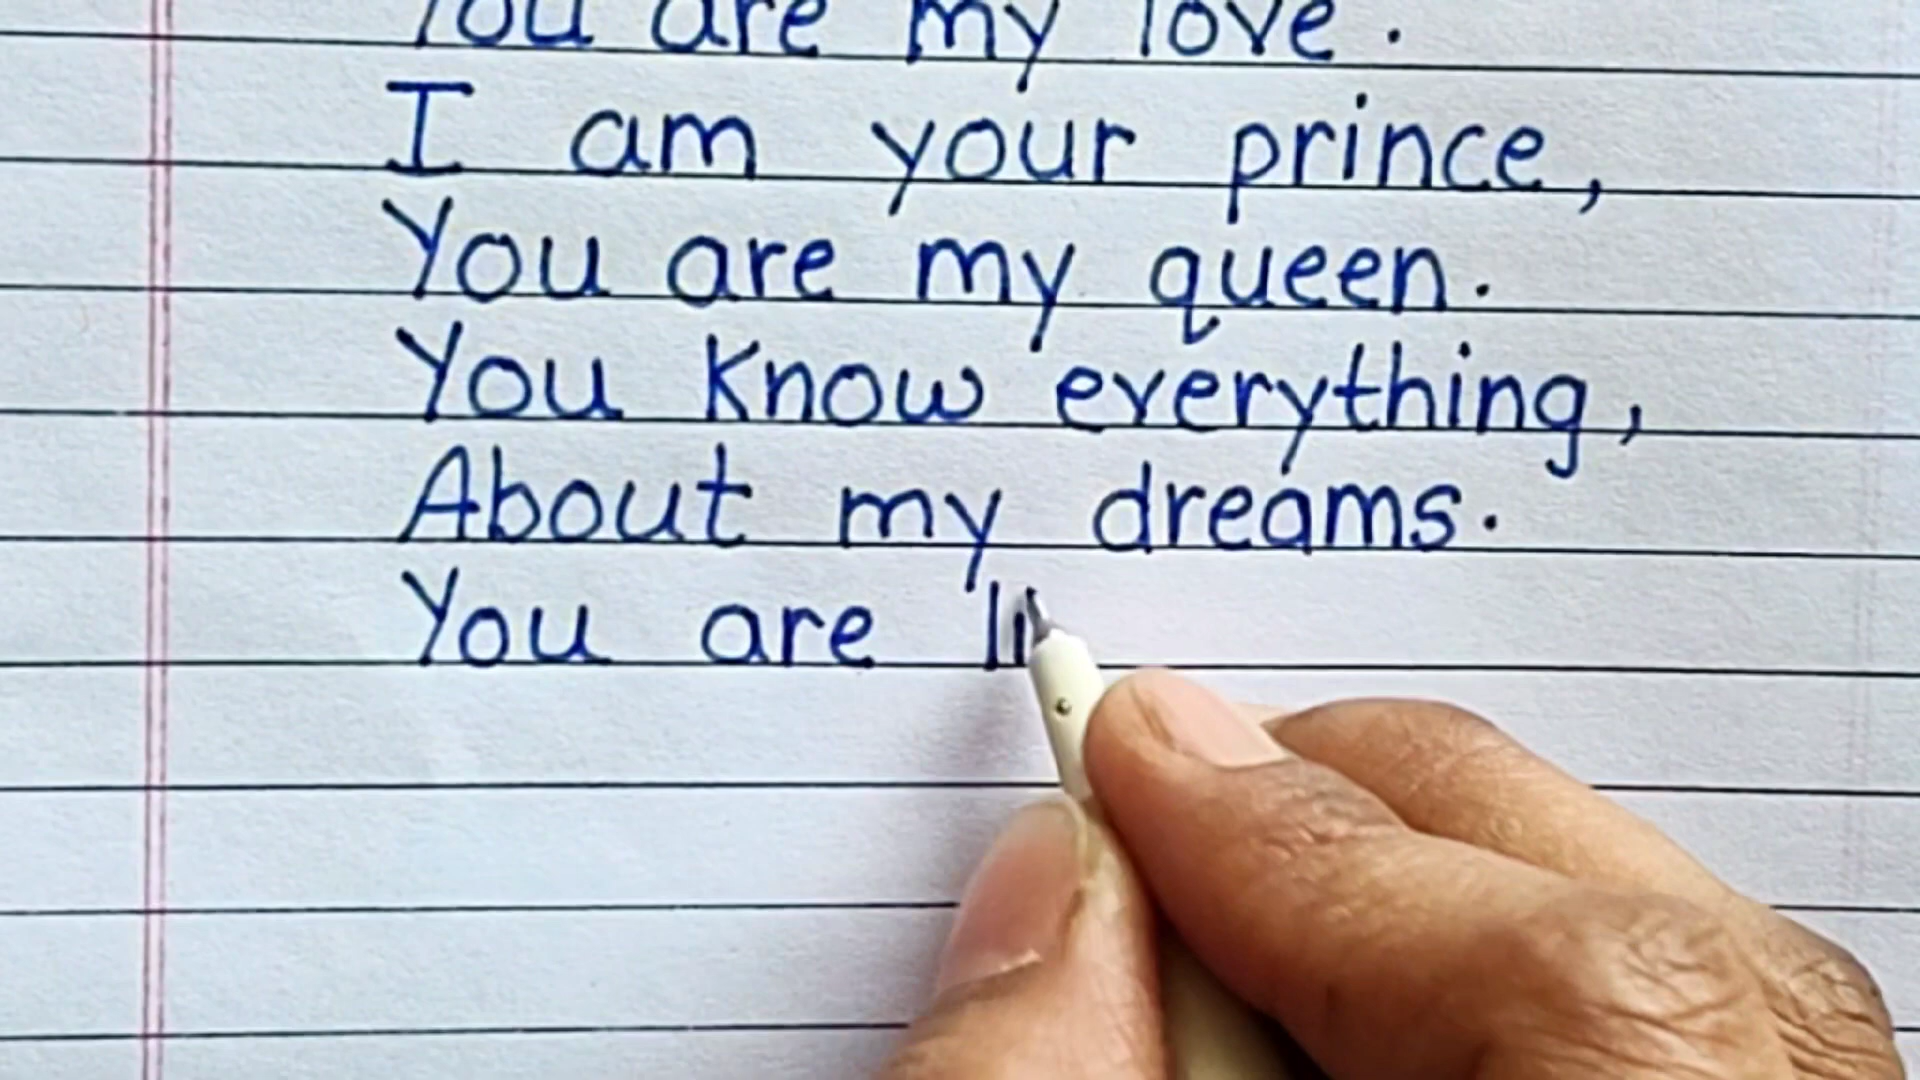 You are my love.
I am your prince,
You are my queen.
You know everything,
About my dreams.
You are li